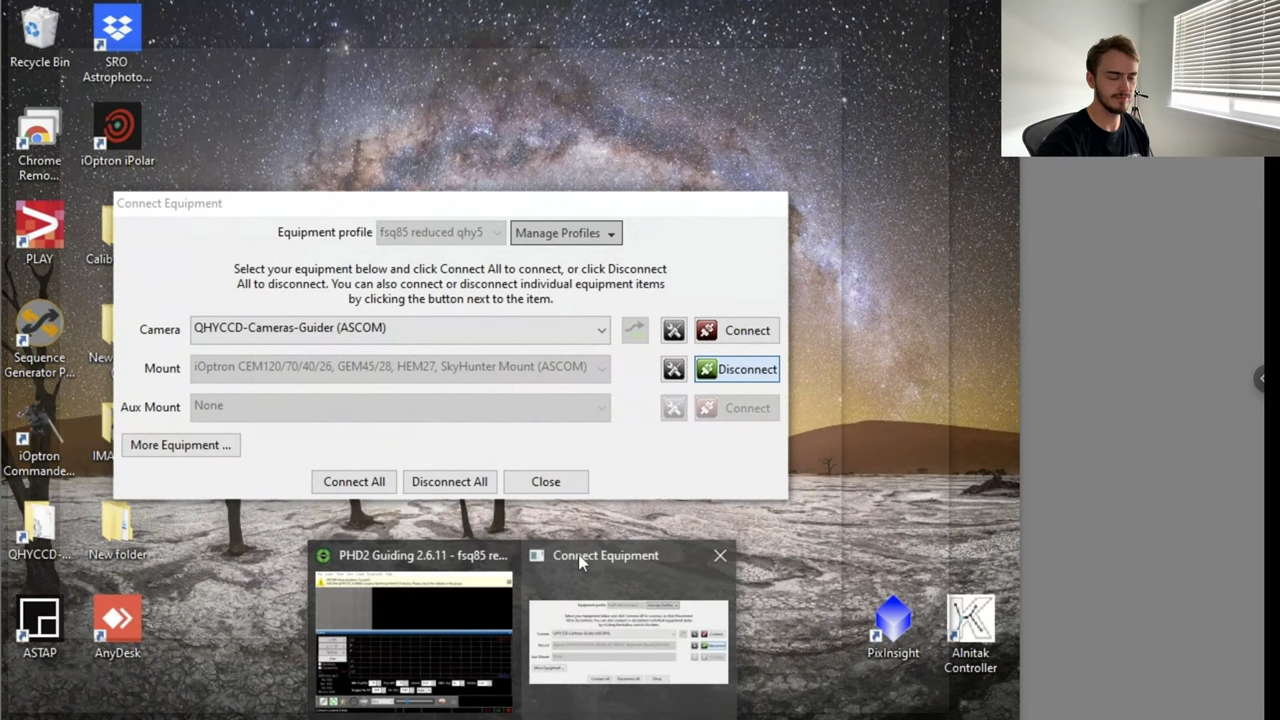 Recycle Bin
SRO
Astrophoto...
Chrome
Remo...
iOptron iPolar
PLAY
Calib
Sequence
Generator P...
New
iOptron
Commande...
IMA
QHYCCD-...
New folder
ASTAP
AnyDesk
PixInsight
Alnitak
Controller
Connect Equipment
Equipment profile fsq85 reduced qhy5 Manage Profiles
Select your equipment below and click Connect All to connect, or click Disconnect
All to disconnect. You can also connect or disconnect individual equipment items
by clicking the button next to the item.
Camera QHYCCD-Cameras-Guider (ASCOM) Connect
Mount iOptron CEM120/70/40/26, GEM45/28, HEM27, SkyHunter Mount (ASCOM) Disconnect
Aux Mount None Connect
More Equipment ...
Connect All Disconnect All Close
PHD2 Guiding 2.6.11 - fsq85 re...
Connect Equipment